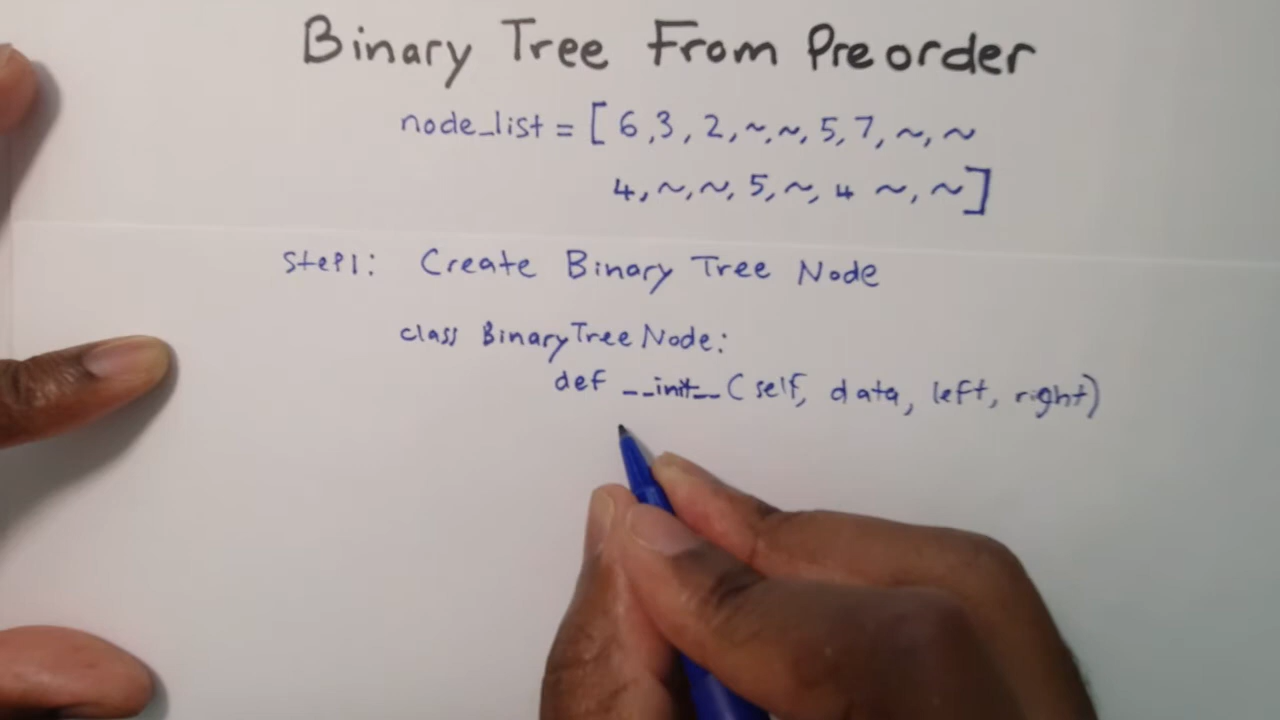 Binary Tree From Preorder
node_list = [ 6,3, 2,~,~, 5,7, ~, ~
4, ~,~, 5, ~, 4 ~, ~]
Step1: Create Binary Tree Node
class BinaryTreeNode:
def __init__(self, data, left, right)